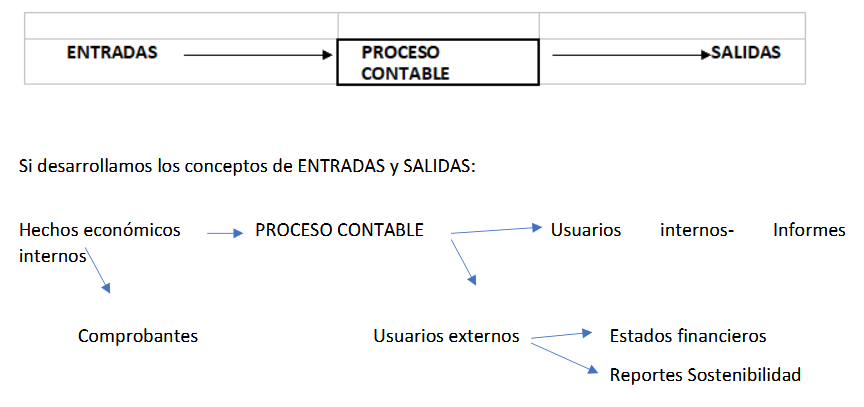 ENTRADAS PROCESO CONTABLE SALIDAS
Si desarrollamos los conceptos de ENTRADAS y SALIDAS:
Hechos económicos PROCESO CONTABLE Usuarios internos- Informes
internos
Comprobantes Usuarios externos Estados financieros
Reportes Sostenibilidad